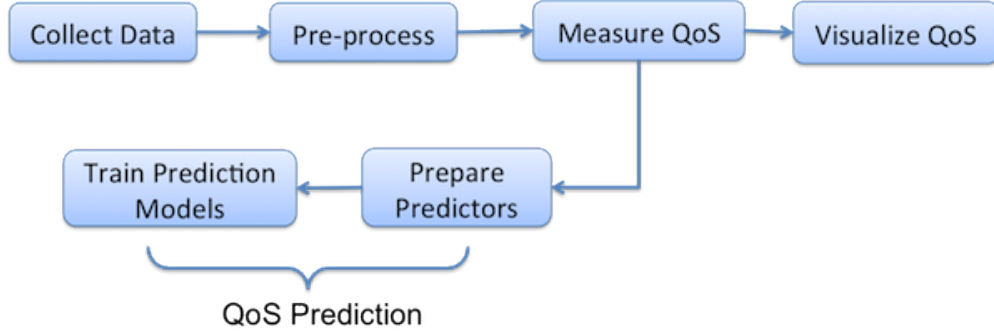 Collect Data
Pre-process
Measure QoS
Visualize QoS
Train Prediction
Models
Prepare
Predictors
QoS Prediction